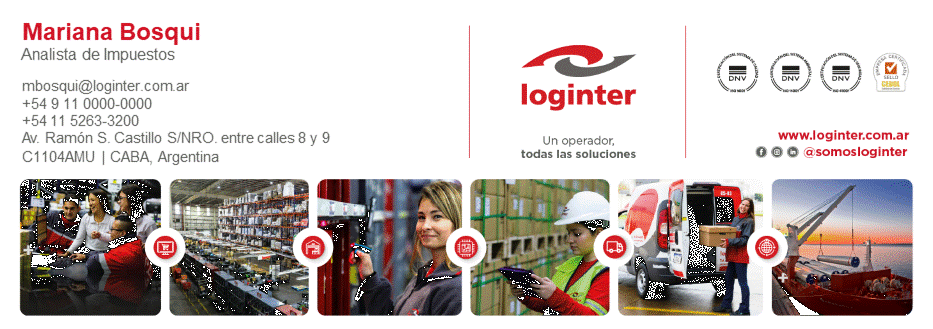 Mariana Bosqui
Analista de Impuestos
mbosqui@loginter.com.ar
+54 9 11 0000-0000
+54 11 5263-3200
Av. Ramón S. Castillo S/NRO. entre calles 8 y 9
C1104AMU | CABA, Argentina
loginter
Un operador,
todas las soluciones
DNV
DNV
DNV
www.loginter.com.ar
@somosloginter